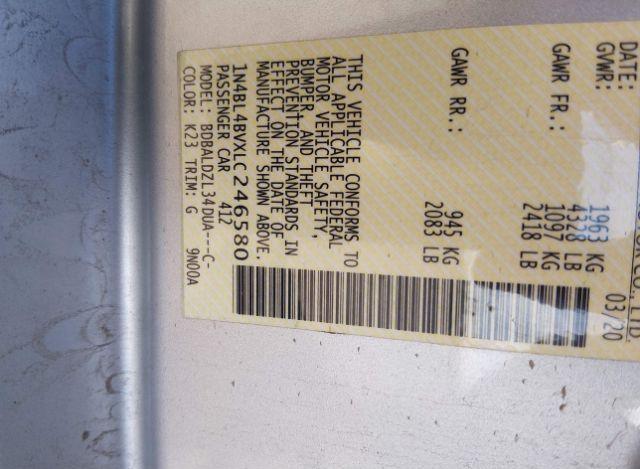 CO., LTD.
DATE: 03/20
GVWR: 1963 KG
4328 LB
GAWR FR.: 1097 KG
2418 LB
GAWR RR.: 945 KG
2083 LB
THIS VEHICLE CONFORMS TO
ALL APPLICABLE FEDERAL
MOTOR VEHICLE SAFETY,
BUMPER, AND THEFT
PREVENTION STANDARDS IN
EFFECT ON THE DATE OF
MANUFACTURE SHOWN ABOVE.
1N4BL4BVXLC246580
PASSENGER CAR 412
MODEL: BDBALDZL34DUA---C-
COLOR: K23 TRIM: G 9N00A